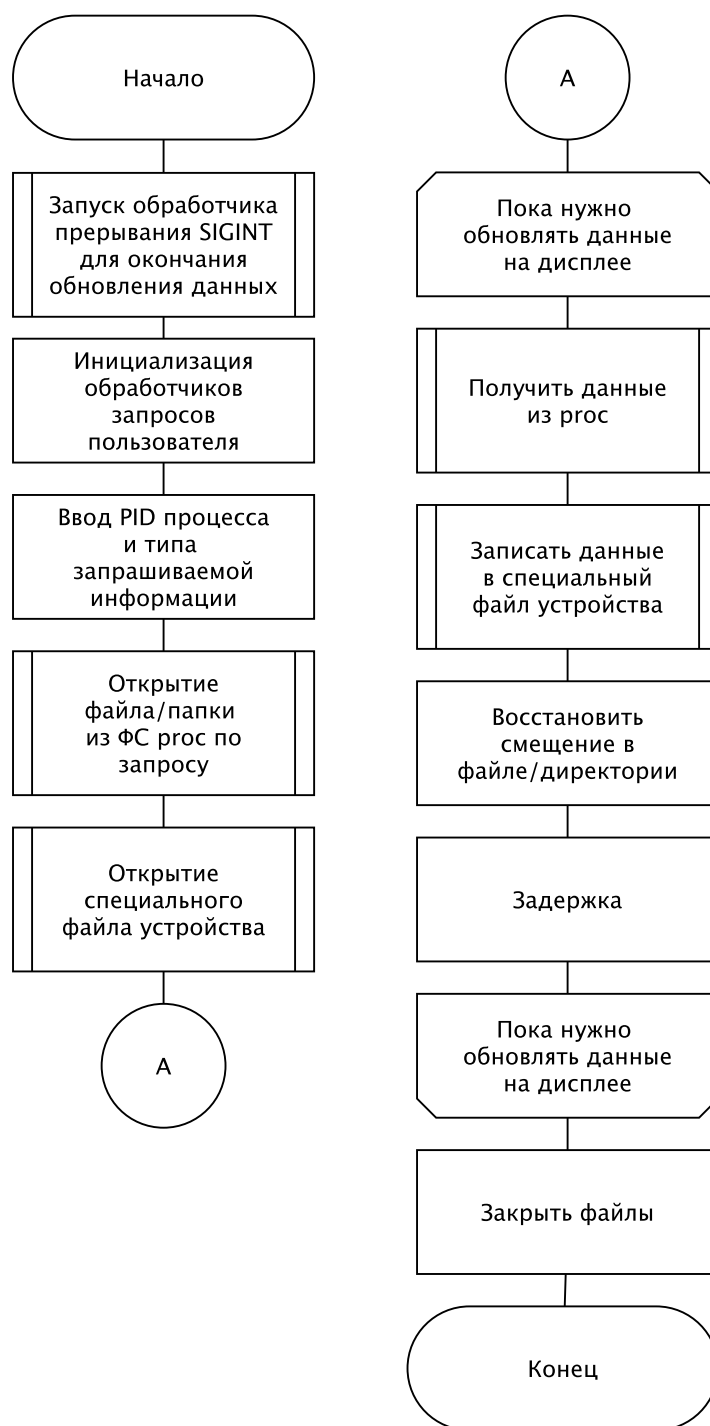 Начало
Запуск обработчика
прерывания SIGINT
для окончания
обновления данных
Инициализация
обработчиков
запросов
пользователя
Ввод PID процесса
и типа
запрашиваемой
информации
Открытие
файла/папки
из ФС proc по
запросу
Открытие
специального
файла устройства
А
А
Пока нужно
обновлять данные
на дисплее
Получить данные
из proc
Записать данные
в специальный
файл устройства
Восстановить
смещение в
файле/директории
Задержка
Пока нужно
обновлять данные
на дисплее
Закрыть файлы
Конец